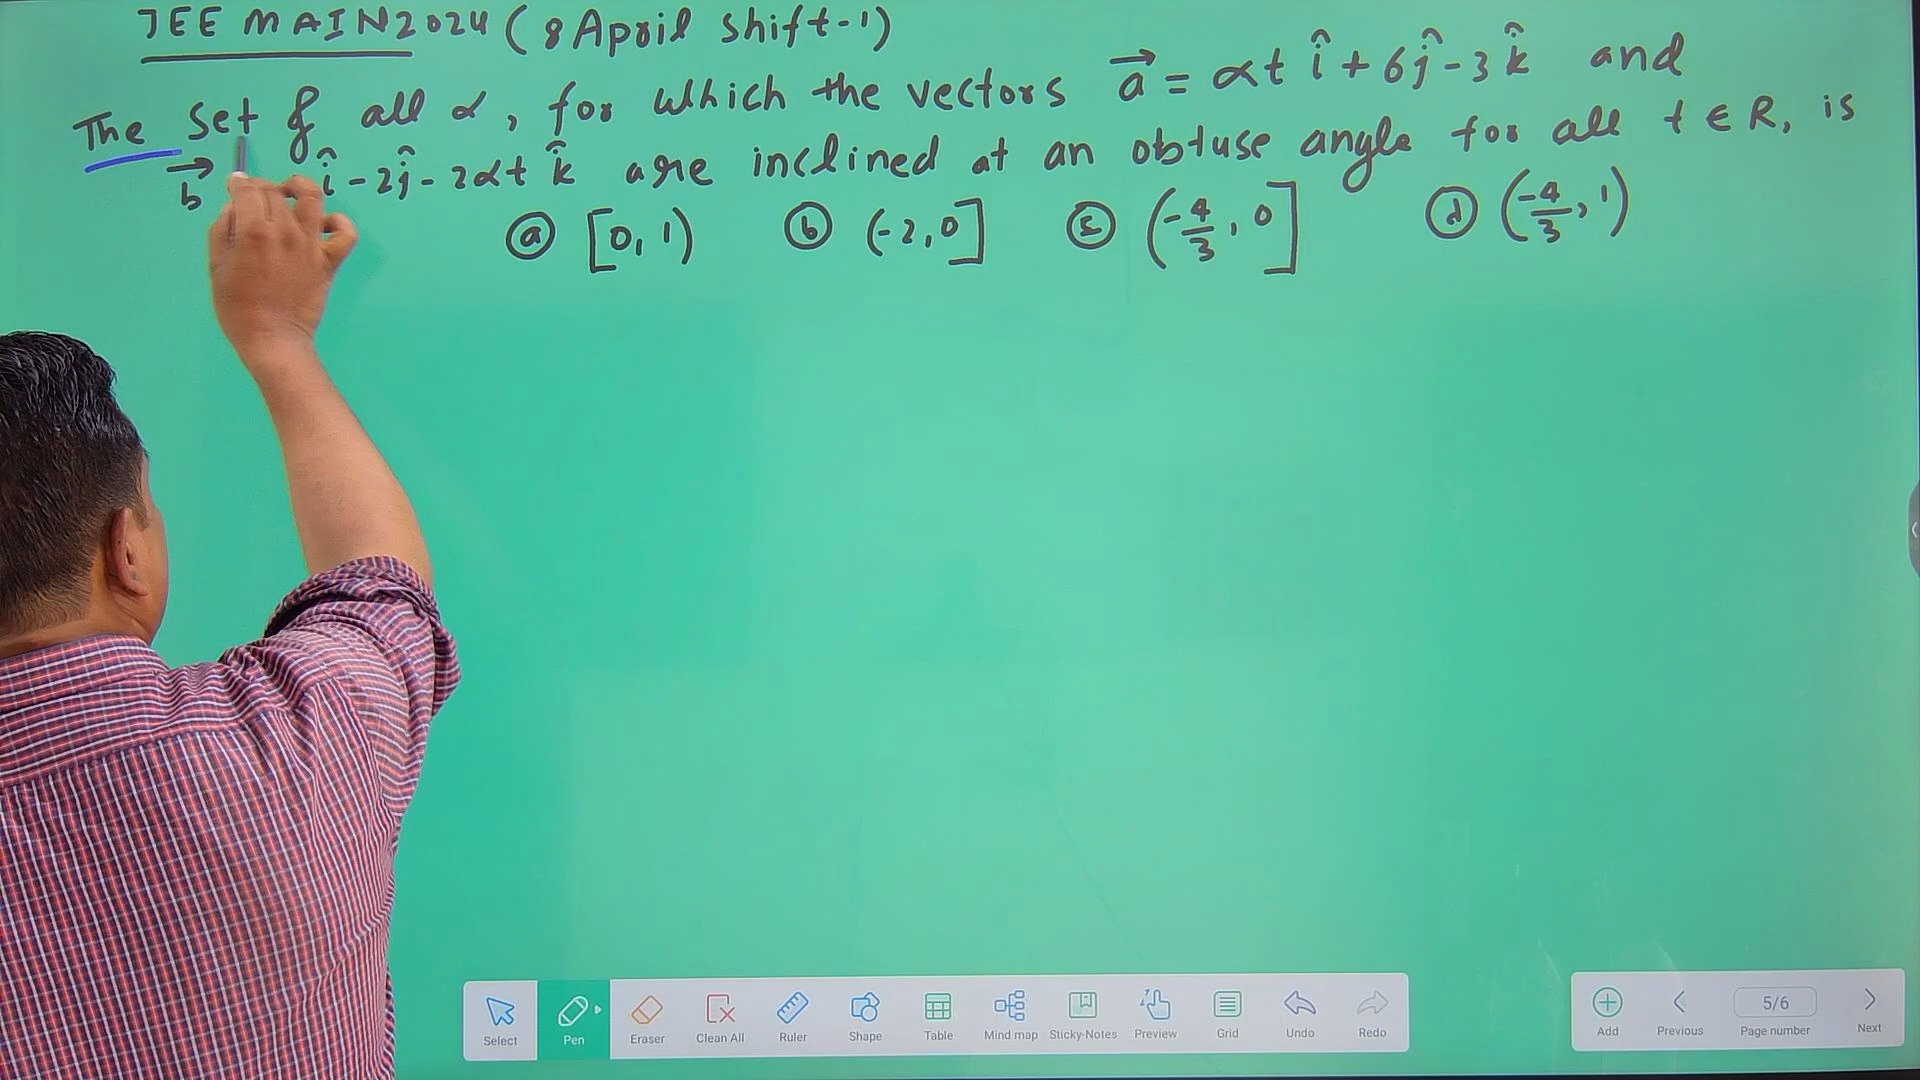 JEE MAIN 2024 (8 April shift-1)
The set of all α, for which the vectors a⃗ = αt î + 6ĵ - 3k̂ and
b⃗ î - 2ĵ - 2αt k̂ are inclined at an obtuse angle for all t ∈ R, is
(a) [0, 1) (b) (-2, 0] (c) (-4/3, 0] (d) (-4/3, 1)
Select Pen Eraser Clean All Ruler Shape Table Mind map Sticky-Notes Preview Grid Undo Redo
Add Previous 5/6 Page number Next